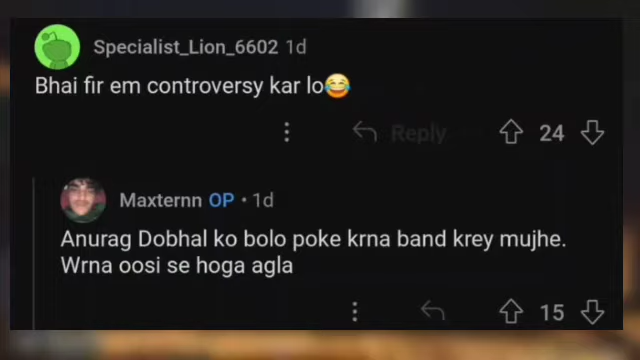 Specialist_Lion_6602 1d
Bhai fir em controversy kar lo😂
Reply 24
Maxternn OP • 1d
Anurag Dobhal ko bolo poke krna band krey mujhe.
Wrna oosi se hoga agla
15